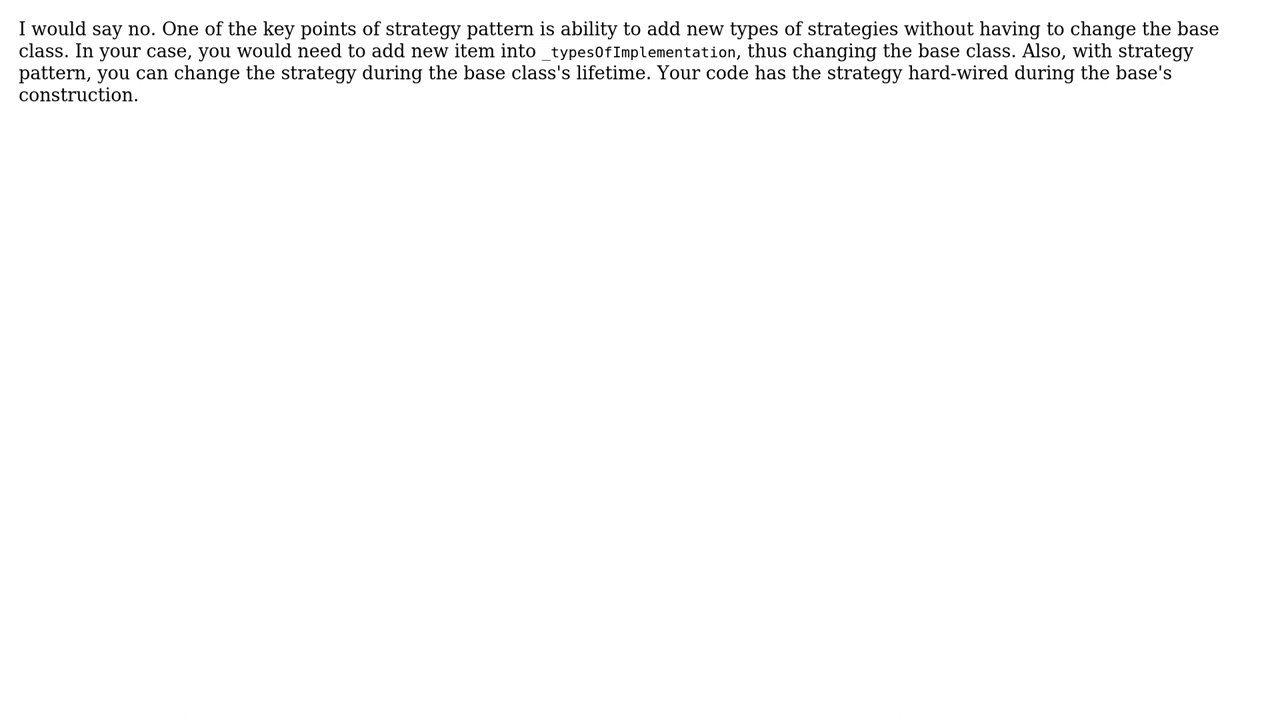 I would say no. One of the key points of strategy pattern is ability to add new types of strategies without having to change the base
class. In your case, you would need to add new item into _typesOfImplementation, thus changing the base class. Also, with strategy
pattern, you can change the strategy during the base class's lifetime. Your code has the strategy hard-wired during the base's
construction.